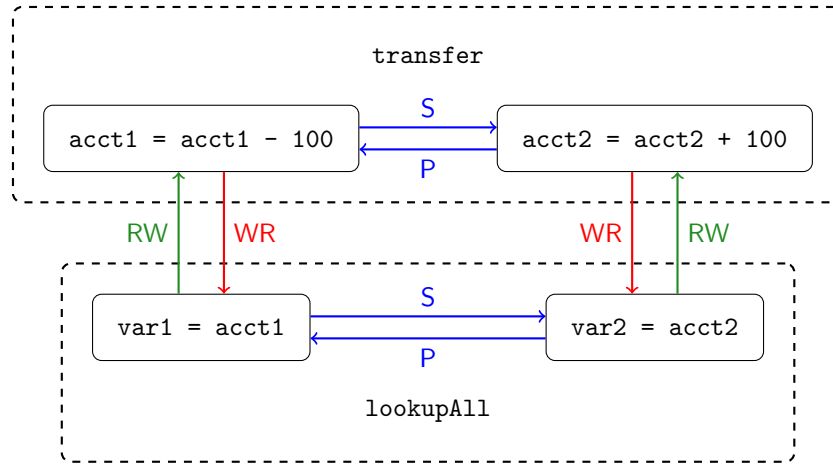 transfer
S
acct1 = acct1 - 100
acct2 = acct2 + 100
P
RW
WR
WR
RW
S
var1 = acct1
var2 = acct2
P
lookupAll